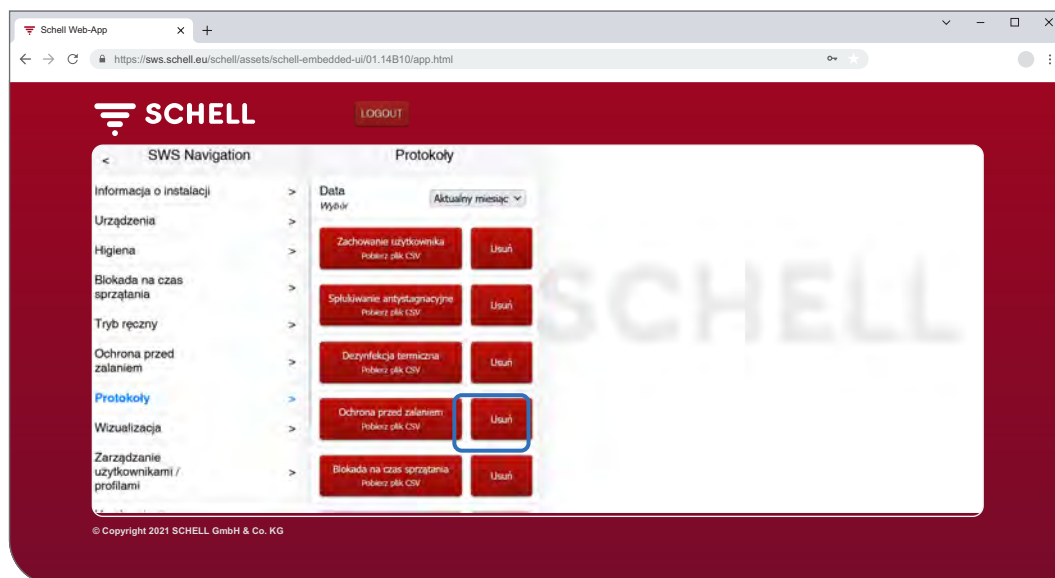 Schell Web-App
https://sws.schell.eu/schell/assets/schell-embedded-ui/01.14B10/app.html
SCHELL
LOGOUT
SWS Navigation
Informacja o instalacji
Urządzenia
Higiena
Blokada na czas
sprzątania
Tryb ręczny
Ochrona przed
zalaniem
Protokoły
Wizualizacja
Zarządzanie
użytkownikami /
profilami
Protokoły
Data
Wybór
Aktualny miesiąc
Zachowanie użytkownika
Pobierz plik CSV
Usuń
Spłukiwanie antystagnacyjne
Pobierz plik CSV
Usuń
Dezynfekcja termiczna
Pobierz plik CSV
Usuń
Ochrona przed zalaniem
Pobierz plik CSV
Usuń
Blokada na czas sprzątania
Pobierz plik CSV
Usuń
SCHELL
© Copyright 2021 SCHELL GmbH & Co. KG